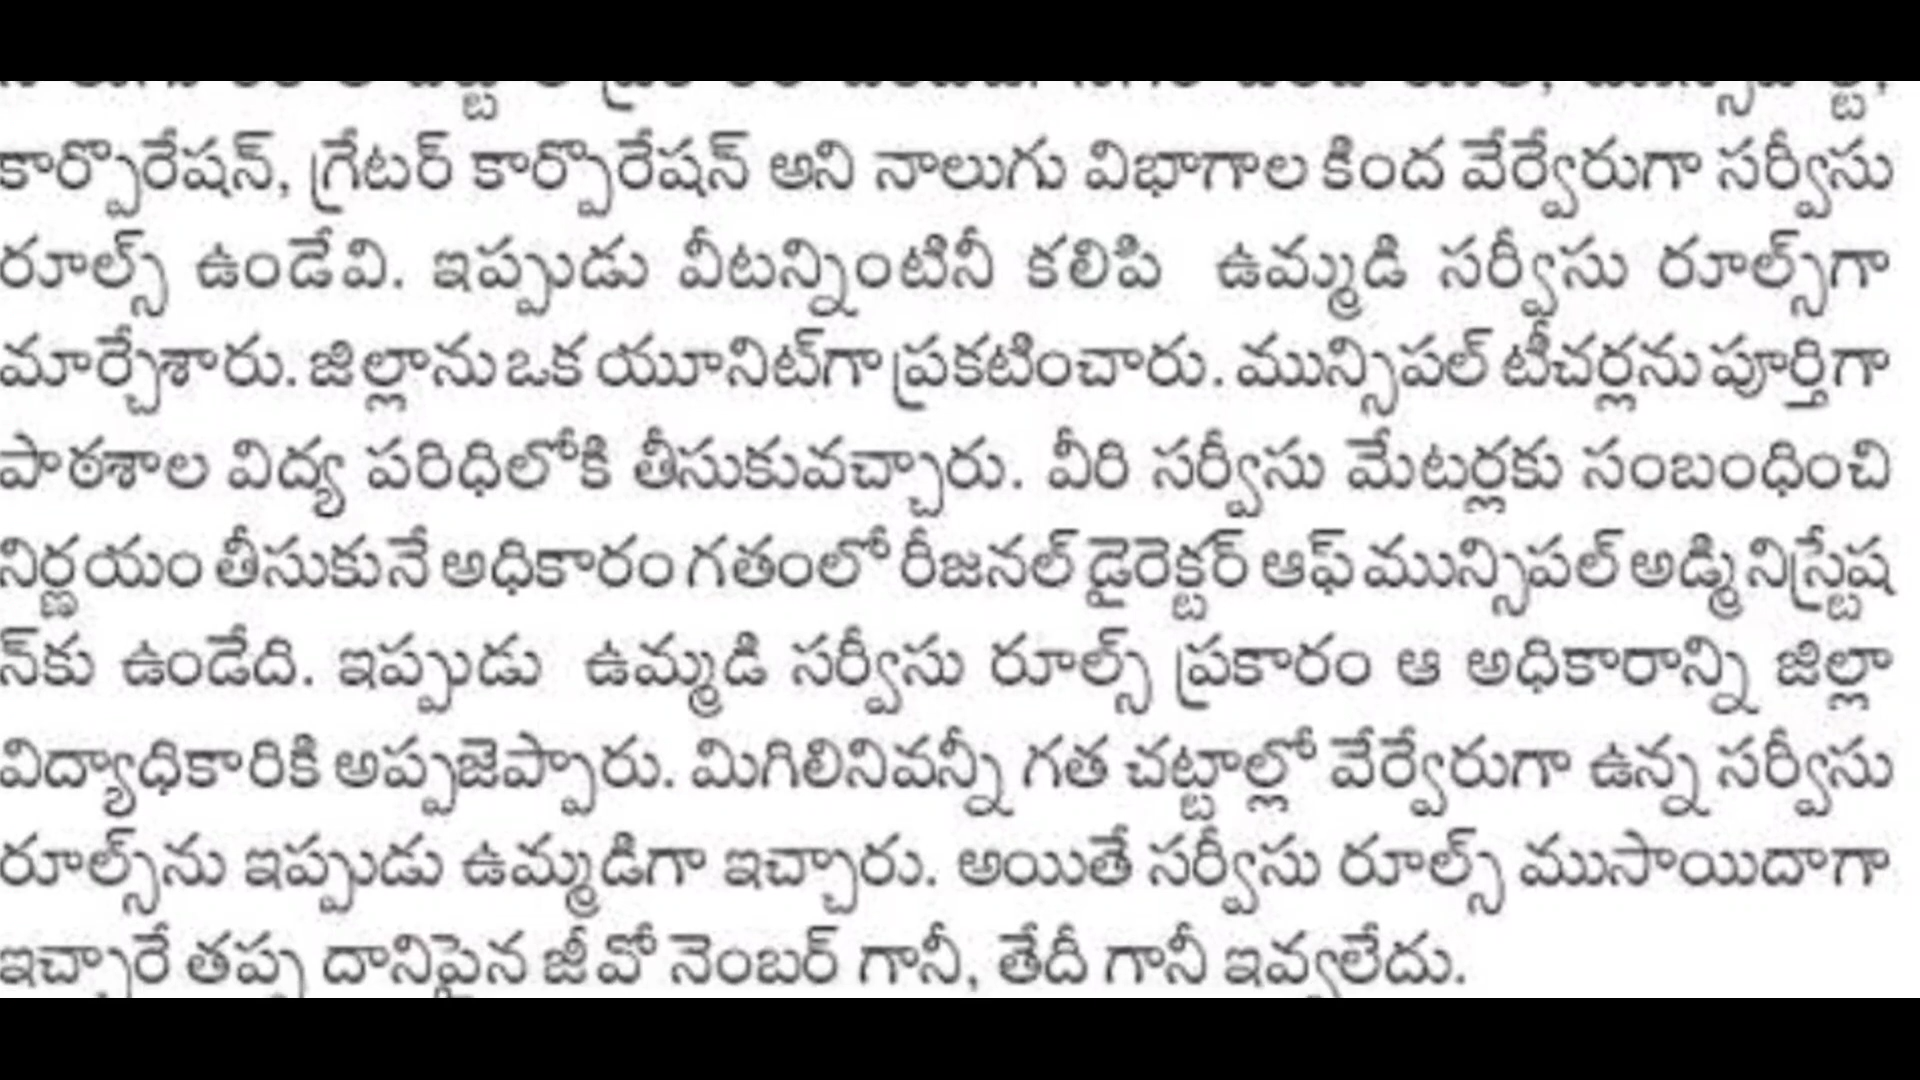 కార్పొరేషన్, గ్రేటర్ కార్పొరేషన్ అని నాలుగు విభాగాల కింద వేర్వేరుగా సర్వీసు
రూల్స్ ఉండేవి. ఇప్పుడు వీటన్నింటినీ కలిపి ఉమ్మడి సర్వీసు రూల్స్‌గా
మార్చేశారు. జిల్లాను ఒక యూనిట్‌గా ప్రకటించారు. మున్సిపల్ టీచర్లను పూర్తిగా
పాఠశాల విద్య పరిధిలోకి తీసుకువచ్చారు. వీరి సర్వీసు మేటర్లకు సంబంధించి
నిర్ణయం తీసుకునే అధికారం గతంలో రీజనల్ డైరెక్టర్ ఆఫ్ మున్సిపల్ అడ్మినిస్ట్రేష
న్‌కు ఉండేది. ఇప్పుడు ఉమ్మడి సర్వీసు రూల్స్ ప్రకారం ఆ అధికారాన్ని జిల్లా
విద్యాధికారికి అప్పజెప్పారు. మిగిలినివన్నీ గత చట్టాల్లో వేర్వేరుగా ఉన్న సర్వీసు
రూల్స్‌ను ఇప్పుడు ఉమ్మడిగా ఇచ్చారు. అయితే సర్వీసు రూల్స్ ముసాయిదాగా
ఇచ్చారే తప్ప దానిపైన జీవో నెంబర్ గానీ, తేదీ గానీ ఇవ్వలేదు.